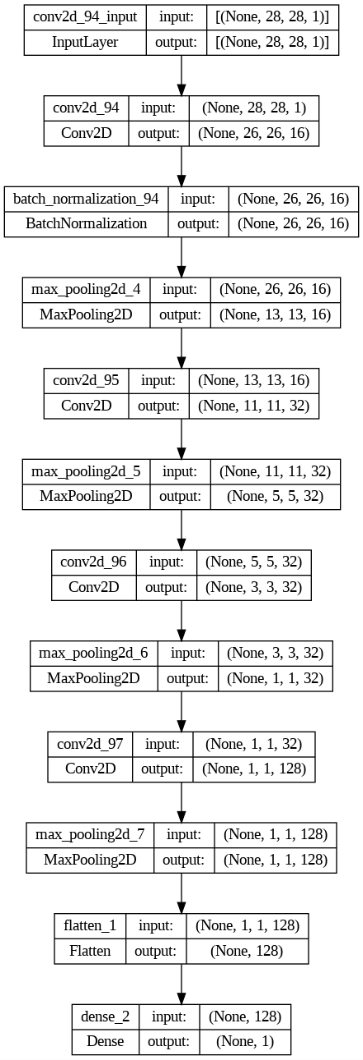 conv2d_94_input input: [(None, 28, 28, 1)]
InputLayer output: [(None, 28, 28, 1)]
conv2d_94 input: (None, 28, 28, 1)
Conv2D output: (None, 26, 26, 16)
batch_normalization_94 input: (None, 26, 26, 16)
BatchNormalization output: (None, 26, 26, 16)
max_pooling2d_4 input: (None, 26, 26, 16)
MaxPooling2D output: (None, 13, 13, 16)
conv2d_95 input: (None, 13, 13, 16)
Conv2D output: (None, 11, 11, 32)
max_pooling2d_5 input: (None, 11, 11, 32)
MaxPooling2D output: (None, 5, 5, 32)
conv2d_96 input: (None, 5, 5, 32)
Conv2D output: (None, 3, 3, 32)
max_pooling2d_6 input: (None, 3, 3, 32)
MaxPooling2D output: (None, 1, 1, 32)
conv2d_97 input: (None, 1, 1, 32)
Conv2D output: (None, 1, 1, 128)
max_pooling2d_7 input: (None, 1, 1, 128)
MaxPooling2D output: (None, 1, 1, 128)
flatten_1 input: (None, 1, 1, 128)
Flatten output: (None, 128)
dense_2 input: (None, 128)
Dense output: (None, 1)